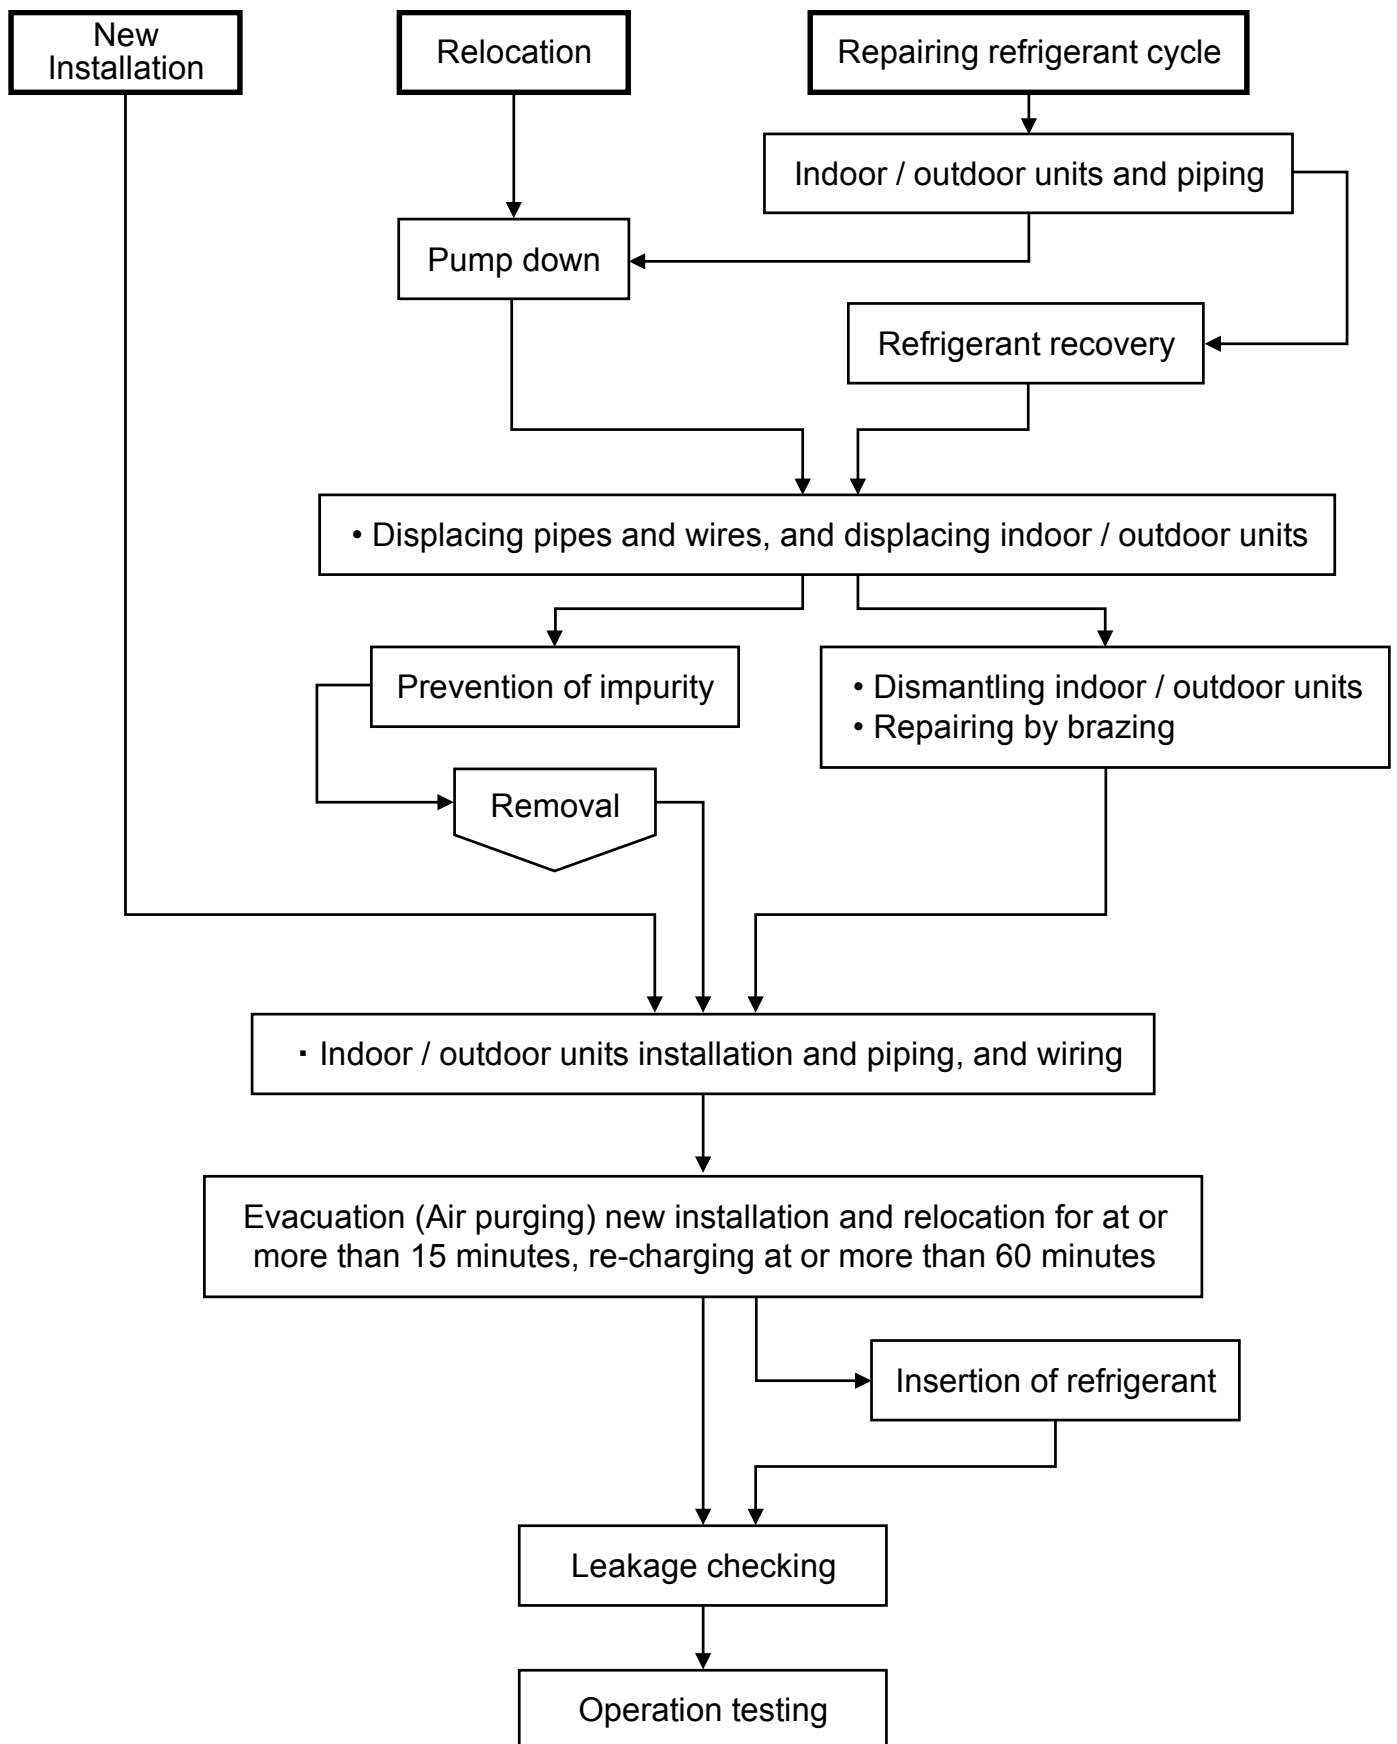 New
Installation
Relocation
Repairing refrigerant cycle
Indoor / outdoor units and piping
Pump down
Refrigerant recovery
• Displacing pipes and wires, and displacing indoor / outdoor units
Prevention of impurity
• Dismantling indoor / outdoor units
• Repairing by brazing
Removal
・Indoor / outdoor units installation and piping, and wiring
Evacuation (Air purging) new installation and relocation for at or
more than 15 minutes, re-charging at or more than 60 minutes
Insertion of refrigerant
Leakage checking
Operation testing